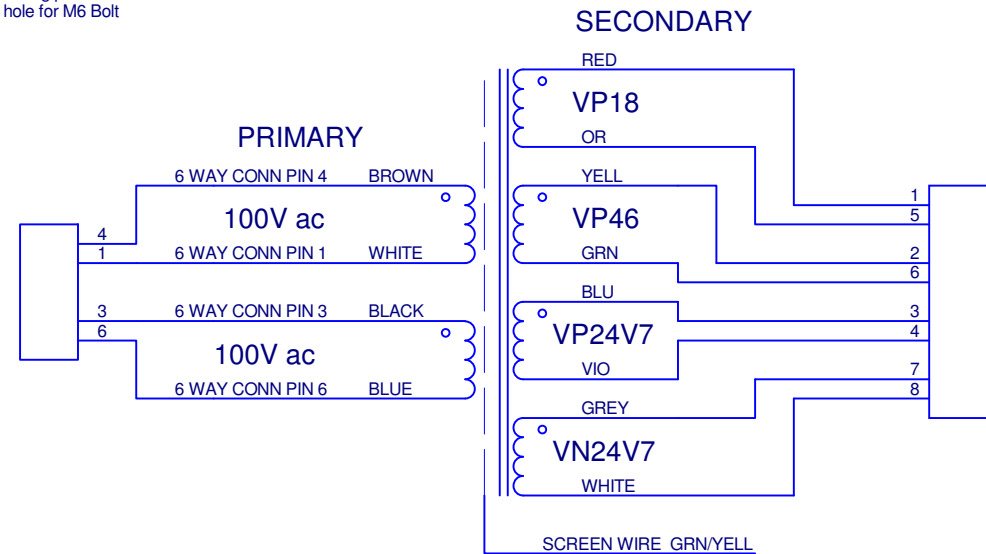 hole for M6 Bolt
SECONDARY
RED
VP18
OR
PRIMARY
6 WAY CONN PIN 4 BROWN
YELL
100V ac
VP46
1
5
4
1
6 WAY CONN PIN 1 WHITE
GRN
2
6
BLU
3
6 WAY CONN PIN 3 BLACK
3
6
VP24V7
4
100V ac
VIO
7
6 WAY CONN PIN 6 BLUE
8
GREY
VN24V7
WHITE
SCREEN WIRE GRN/YELL